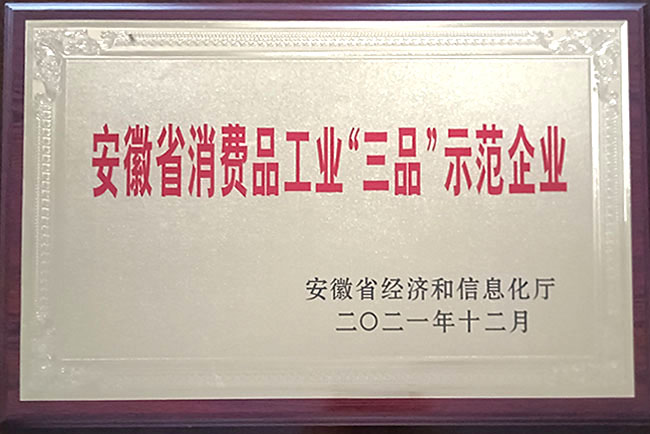 安徽省消费品工业“三品”示范企业
安徽省经济和信息化厅
二〇二一年十二月